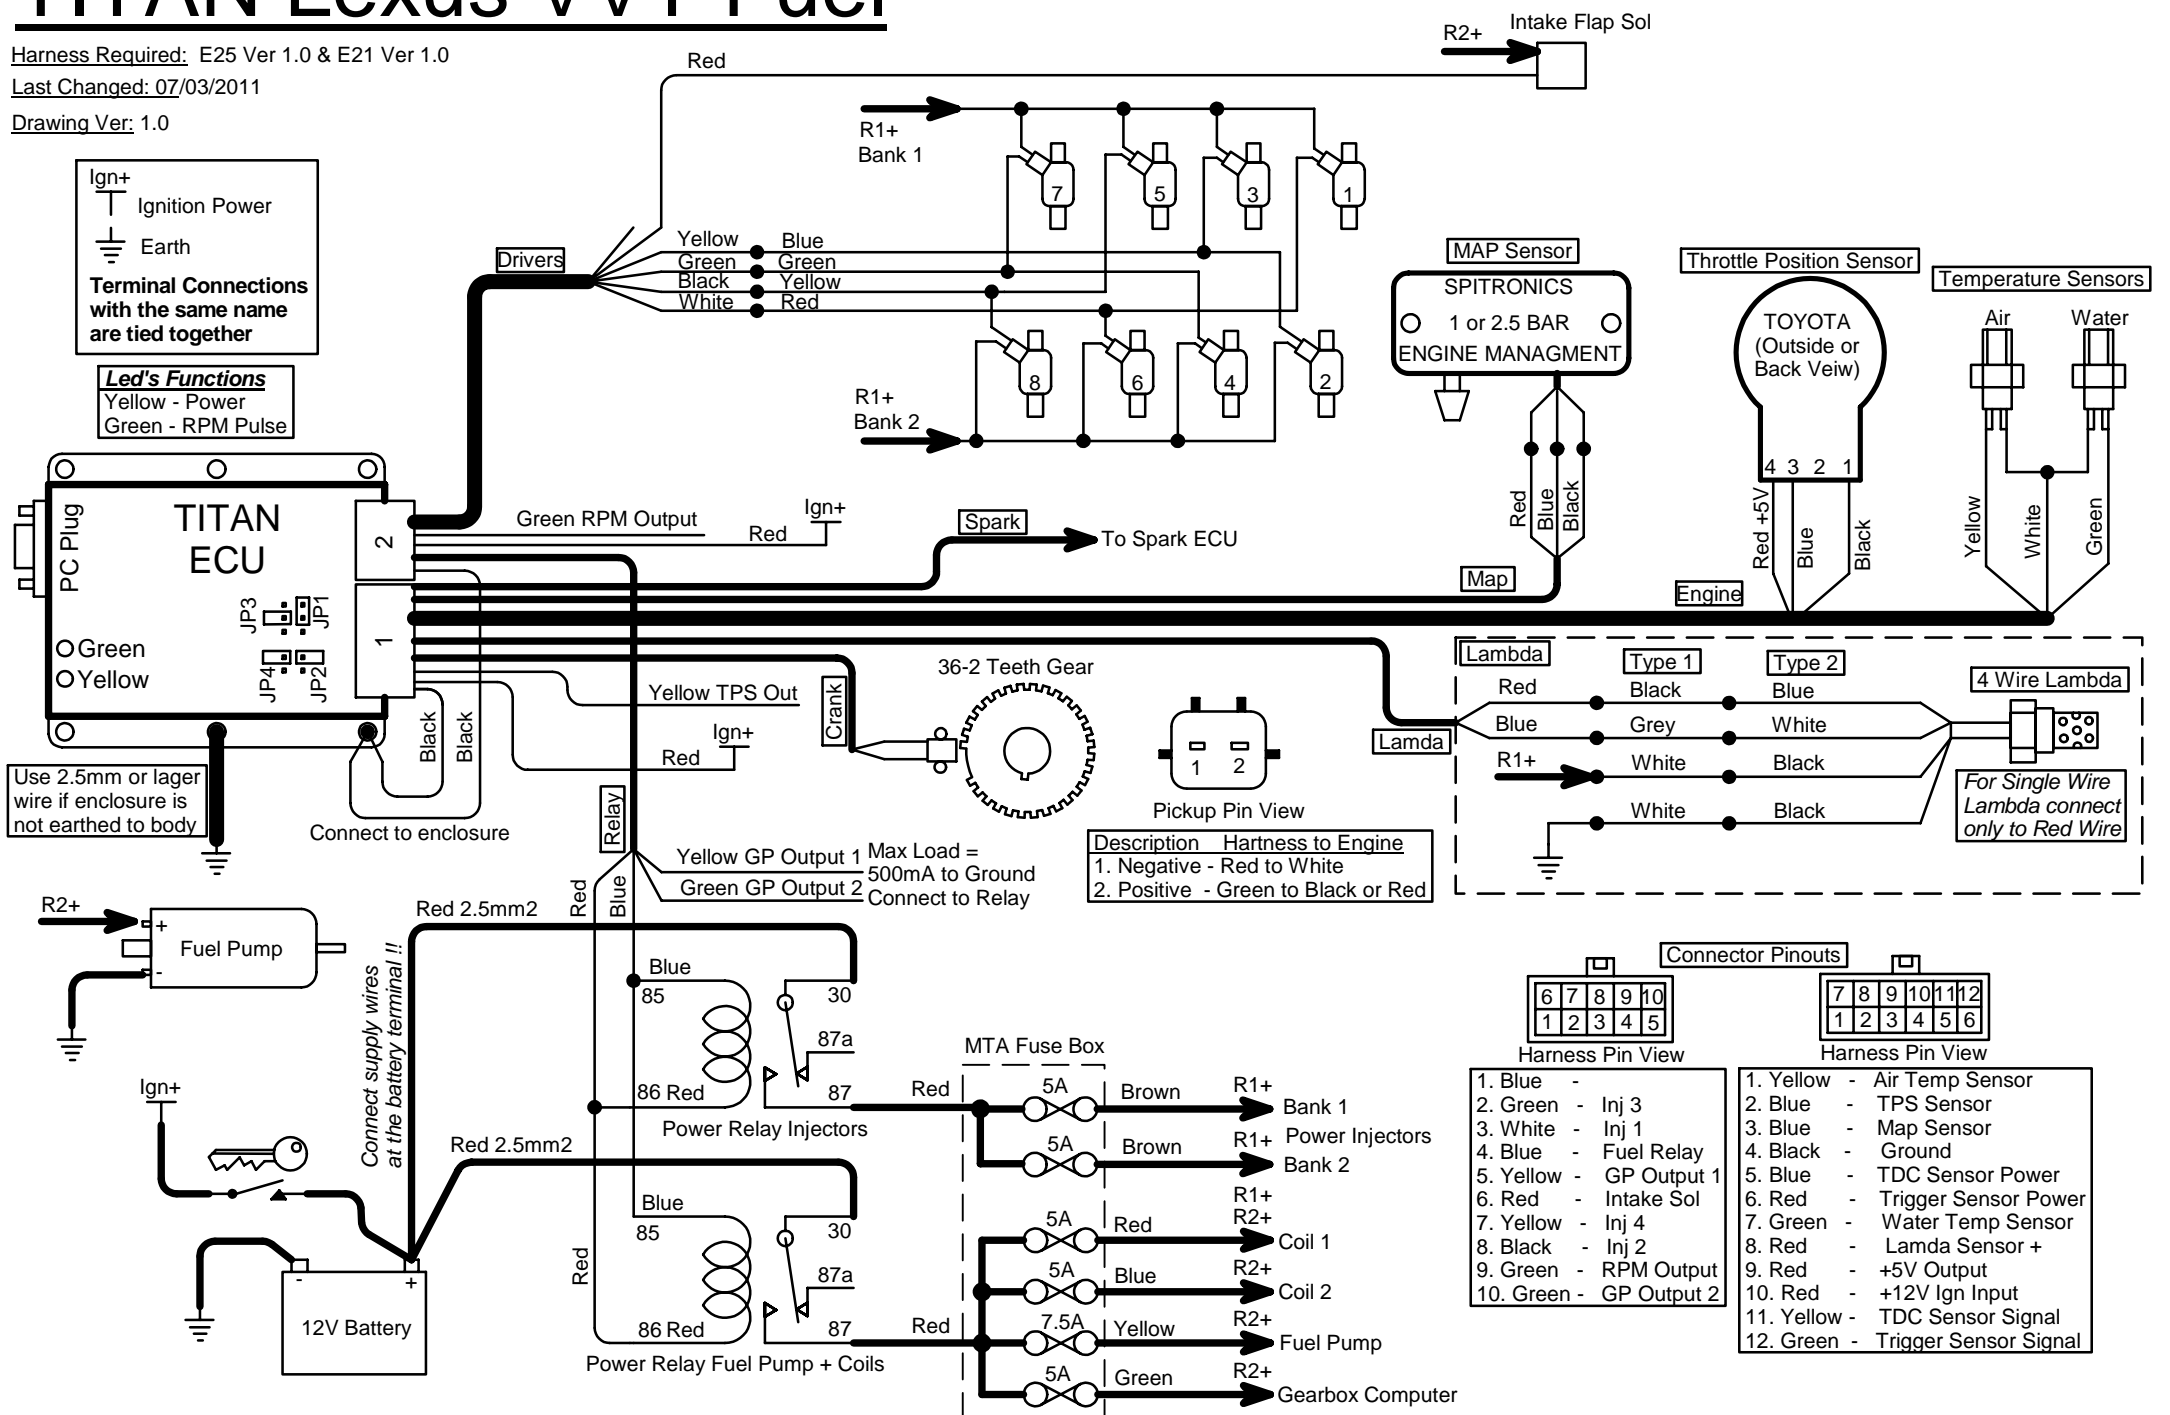 TITAN Lexus VVT Fuel
Harness Required: E25 Ver 1.0 & E21 Ver 1.0
Last Changed: 07/03/2011
Drawing Ver: 1.0
Ign+
Ignition Power
Earth
Terminal Connections
with the same name
are tied together
Led's Functions
Yellow - Power
Green - RPM Pulse
Red
R2+
Intake Flap Sol
R1+
Bank 1
7
5
3
1
Drivers
Yellow
Blue
Green
Green
Black
Yellow
White
Red
8
6
4
2
R1+
Bank 2
MAP Sensor
SPITRONICS
1 or 2.5 BAR
ENGINE MANAGMENT
Red
Blue
Black
Map
Throttle Position Sensor
TOYOTA
(Outside or
Back Veiw)
4 3 2 1
Red +5V
Blue
Black
Engine
Temperature Sensors
Air
Water
Yellow
White
Green
PC Plug
TITAN
ECU
2
1
JP3
JP1
JP4
JP2
Green
Yellow
Green RPM Output
Red
Ign+
Spark
To Spark ECU
Black
Black
Yellow TPS Out
Ign+
Red
Crank
36-2 Teeth Gear
1 2
Pickup Pin View
Description Hartness to Engine
1. Negative - Red to White
2. Positive - Green to Black or Red
Lambda
Type 1
Type 2
4 Wire Lambda
Red
Black
Blue
Blue
Grey
White
Lamda
R1+
White
Black
White
Black
For Single Wire
Lambda connect
only to Red Wire
Use 2.5mm or lager
wire if enclosure is
not earthed to body
Connect to enclosure
Relay
Yellow GP Output 1
Green GP Output 2
Max Load =
500mA to Ground
Connect to Relay
Red
Blue
R2+
+
Fuel Pump
-
Red 2.5mm2
Connect supply wires
at the battery terminal !!
Blue
85
30
87a
86 Red
87
Power Relay Injectors
Red
Ign+
Red 2.5mm2
Blue
85
30
87a
Red
86 Red
87
Power Relay Fuel Pump + Coils
Red
-
+
12V Battery
MTA Fuse Box
5A
Brown
R1+
Bank 1
Power Injectors
5A
Brown
R1+
Bank 2
R1+
5A
Red
R2+
Coil 1
5A
Blue
R2+
Coil 2
7.5A
Yellow
R2+
Fuel Pump
5A
Green
R2+
Gearbox Computer
Connector Pinouts
6 7 8 9 10
1 2 3 4 5
Harness Pin View
1. Blue -
2. Green - Inj 3
3. White - Inj 1
4. Blue - Fuel Relay
5. Yellow - GP Output 1
6. Red - Intake Sol
7. Yellow - Inj 4
8. Black - Inj 2
9. Green - RPM Output
10. Green - GP Output 2
7 8 9 10 11 12
1 2 3 4 5 6
Harness Pin View
1. Yellow - Air Temp Sensor
2. Blue - TPS Sensor
3. Blue - Map Sensor
4. Black - Ground
5. Blue - TDC Sensor Power
6. Red - Trigger Sensor Power
7. Green - Water Temp Sensor
8. Red - Lamda Sensor +
9. Red - +5V Output
10. Red - +12V Ign Input
11. Yellow - TDC Sensor Signal
12. Green - Trigger Sensor Signal